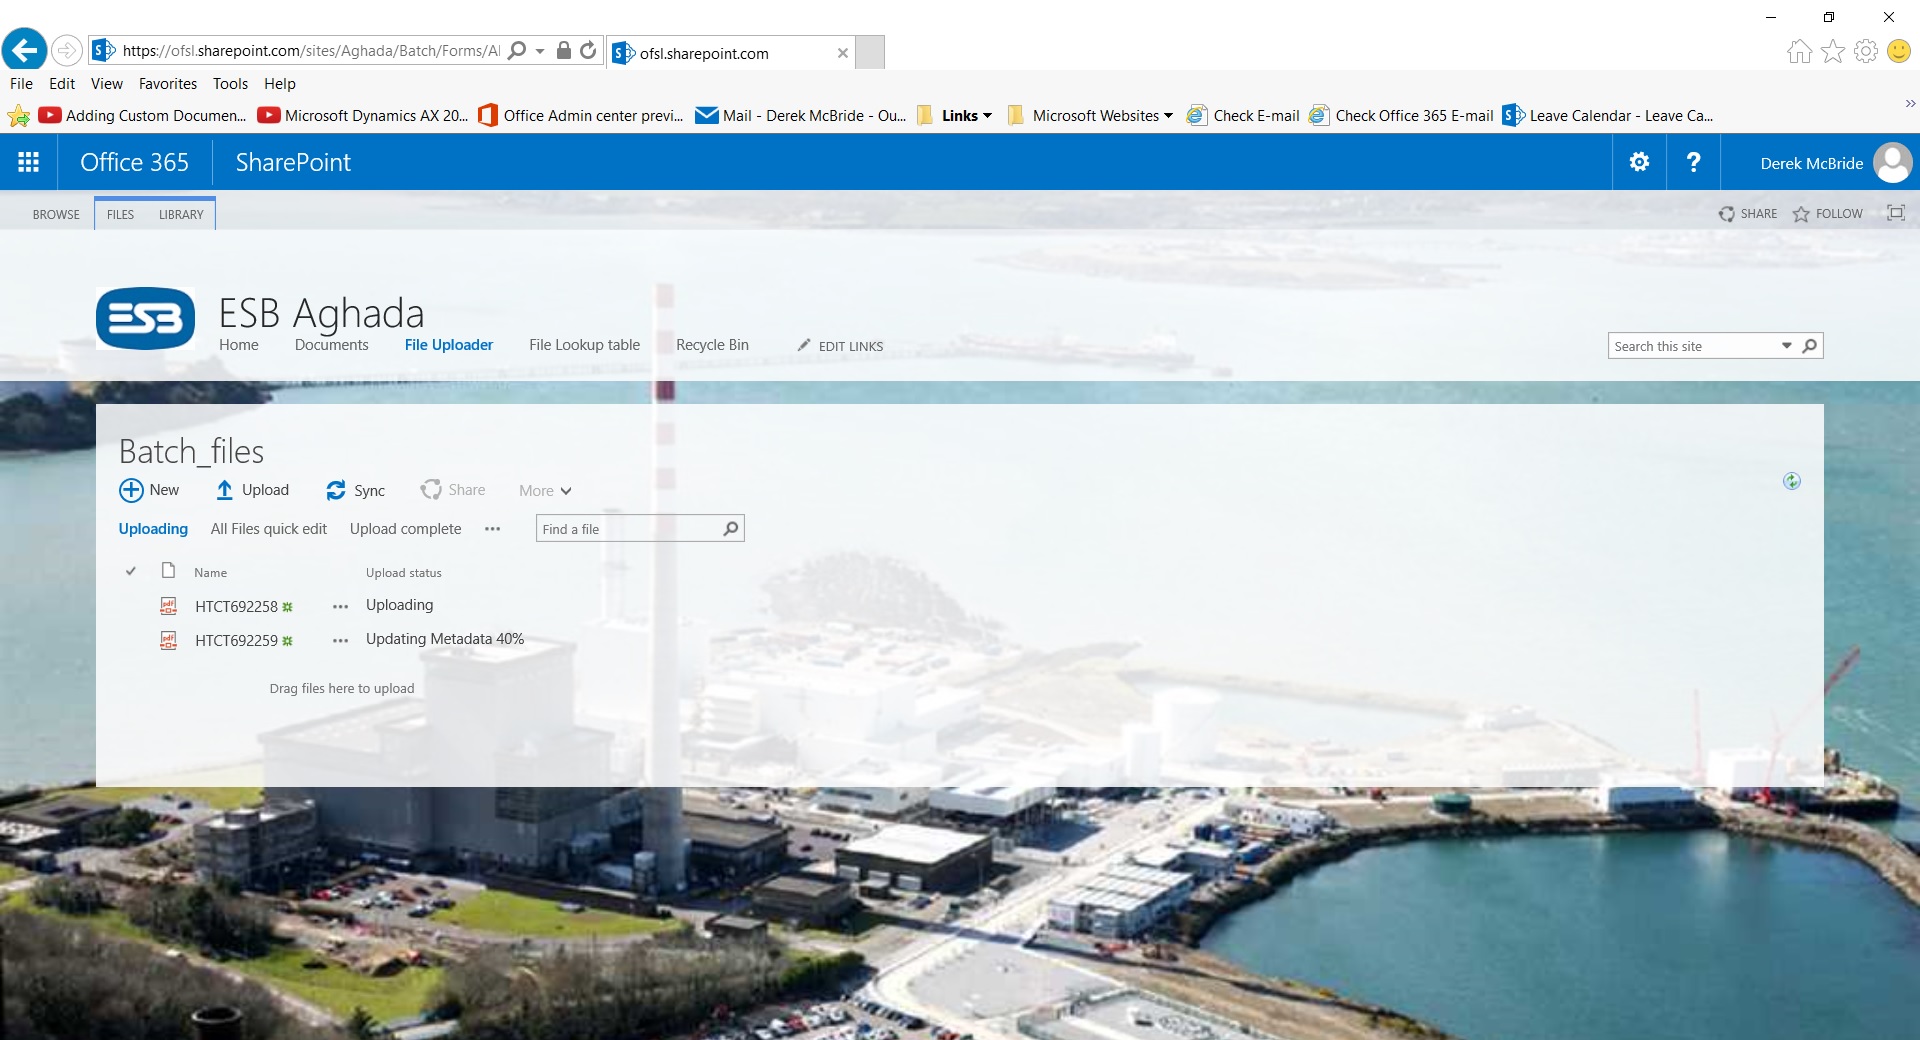 https://ofsl.sharepoint.com/sites/Aghada/Batch/Forms/Al
ofsl.sharepoint.com
File Edit View Favorites Tools Help
Adding Custom Documen... Microsoft Dynamics AX 20... Office Admin center previ... Mail - Derek McBride - Ou... Links Microsoft Websites Check E-mail Check Office 365 E-mail Leave Calendar - Leave Ca...
Office 365 SharePoint Derek McBride
BROWSE FILES LIBRARY SHARE FOLLOW
ESB
ESB Aghada
Home Documents File Uploader File Lookup table Recycle Bin EDIT LINKS Search this site
Batch_files
New Upload Sync Share More
Uploading All Files quick edit Upload complete ... Find a file
Name Upload status
HTCT692258 ... Uploading
HTCT692259 ... Updating Metadata 40%
Drag files here to upload